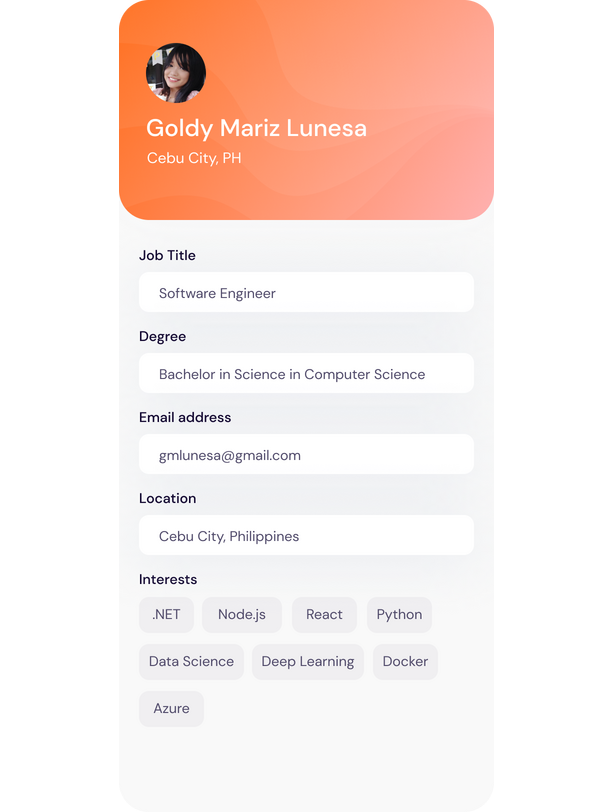 Goldy Mariz Lunesa
Cebu City, PH
Job Title
Software Engineer
Degree
Bachelor in Science in Computer Science
Email address
gmlunesa@gmail.com
Location
Cebu City, Philippines
Interests
.NET Node.js React Python
Data Science Deep Learning Docker
Azure